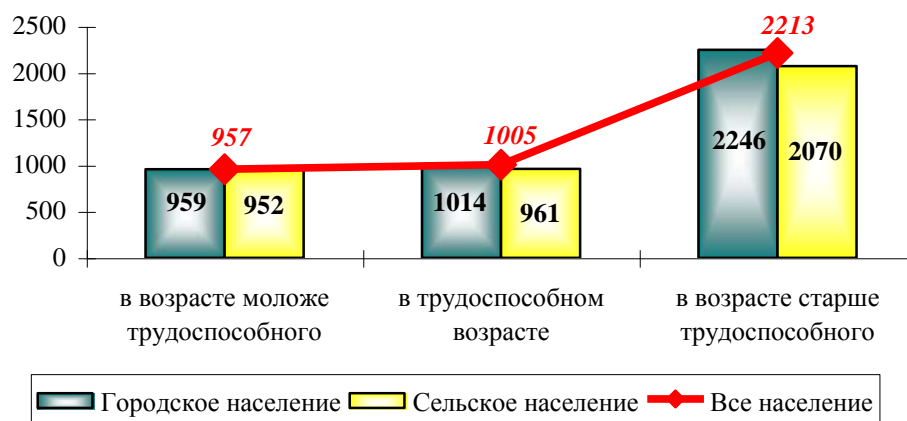 2500
2000
1500
1000
500
0
957
1005
2213
959
952
1014
961
2246
2070
в возрасте моложе
трудоспособного
в трудоспособном
возрасте
в возрасте старше
трудоспособного
Городское население
Сельское население
Все население